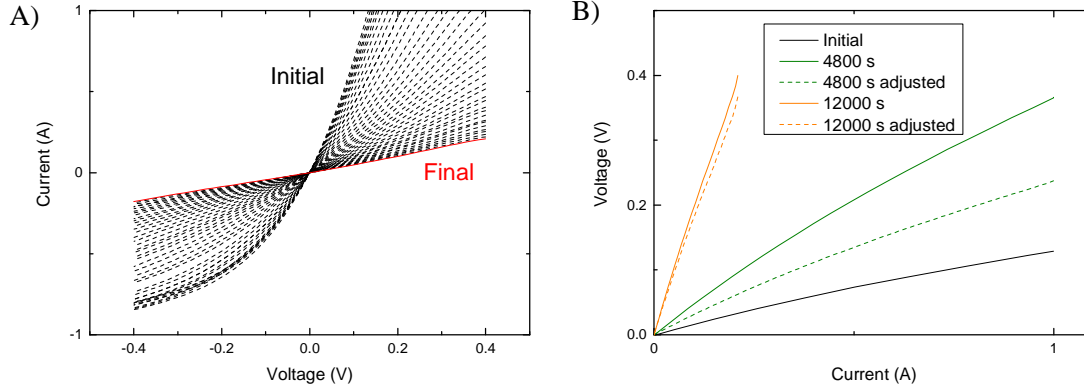 A)
Current (A)
1
0
-1
Initial
Final
-0.4 -0.2 0.0 0.2 0.4
Voltage (V)
B)
Voltage (V)
0.4
0.2
0.0
Initial
4800 s
4800 s adjusted
12000 s
12000 s adjusted
0 1
Current (A)